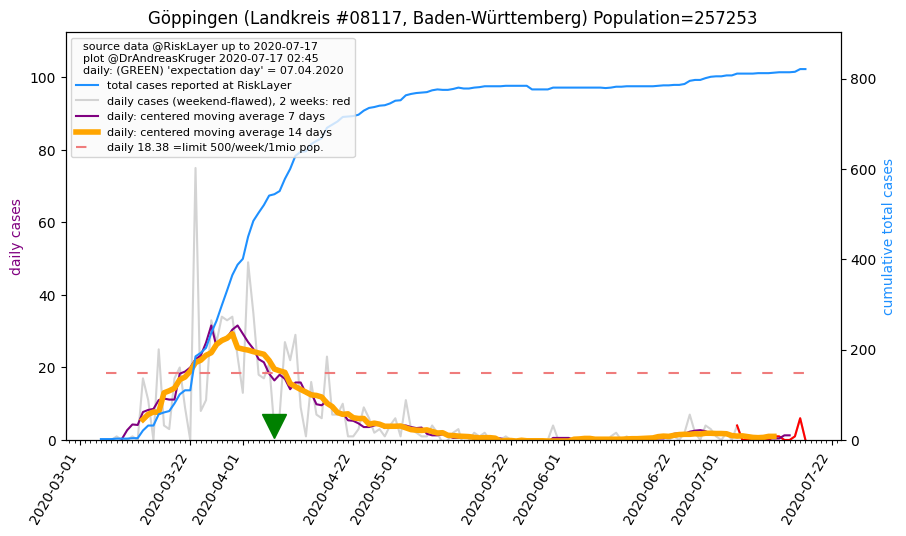 Göppingen (Landkreis #08117, Baden-Württemberg) Population=257253
source data @RiskLayer up to 2020-07-17
plot @DrAndreasKruger 2020-07-17 02:45
daily: (GREEN) 'expectation day' = 07.04.2020
total cases reported at RiskLayer
daily cases (weekend-flawed), 2 weeks: red
daily: centered moving average 7 days
daily: centered moving average 14 days
daily 18.38 =limit 500/week/1mio pop.
daily cases
100
80
60
40
20
0
cumulative total cases
800
600
400
200
0
2020-03-01
2020-03-22
2020-04-01
2020-04-22
2020-05-01
2020-05-22
2020-06-01
2020-06-22
2020-07-01
2020-07-22